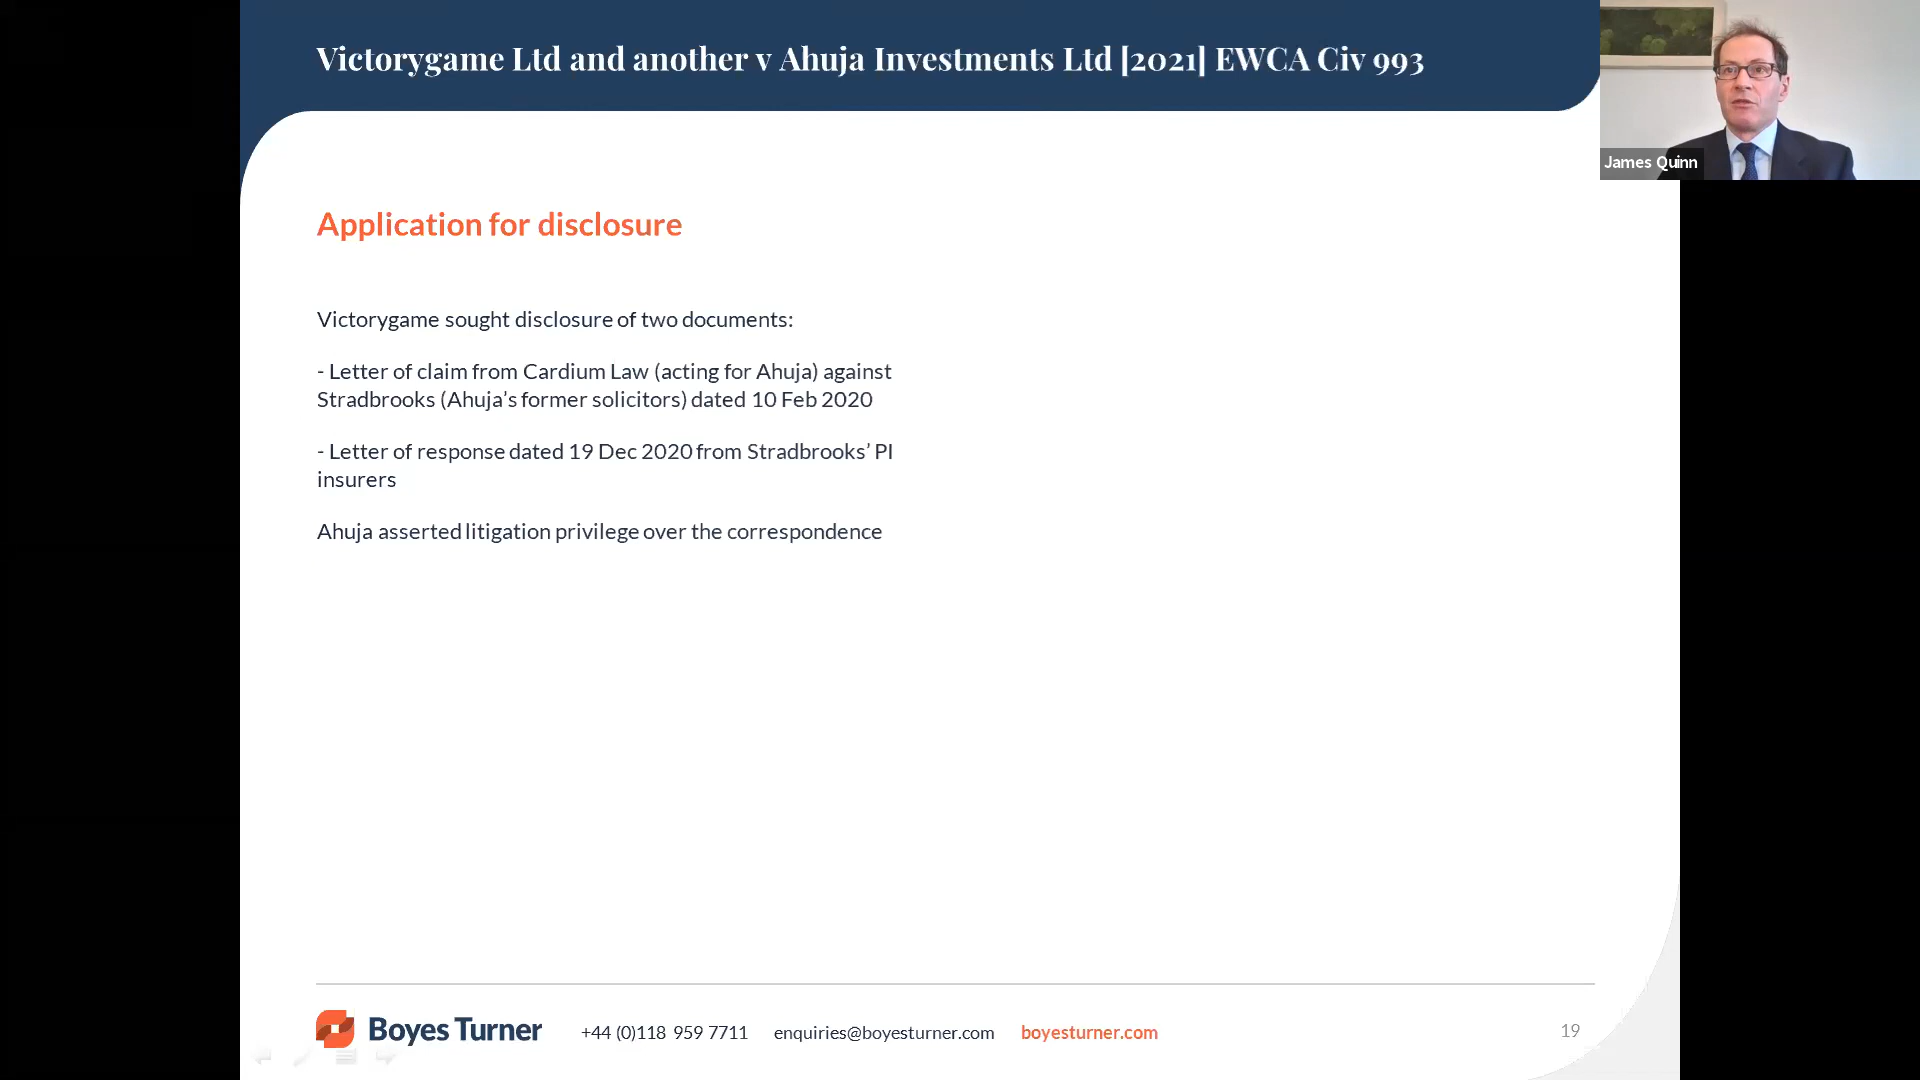 Victorygame Ltd and another v Ahuja Investments Ltd [2021] EWCA Civ 993
James Quinn
Application for disclosure
Victorygame sought disclosure of two documents:
- Letter of claim from Cardium Law (acting for Ahuja) against
Stradbrooks (Ahuja’s former solicitors) dated 10 Feb 2020
- Letter of response dated 19 Dec 2020 from Stradbrooks’ PI
insurers
Ahuja asserted litigation privilege over the correspondence
Boyes Turner
+44 (0)118 959 7711 enquiries@boyesturner.com boyesturner.com
19